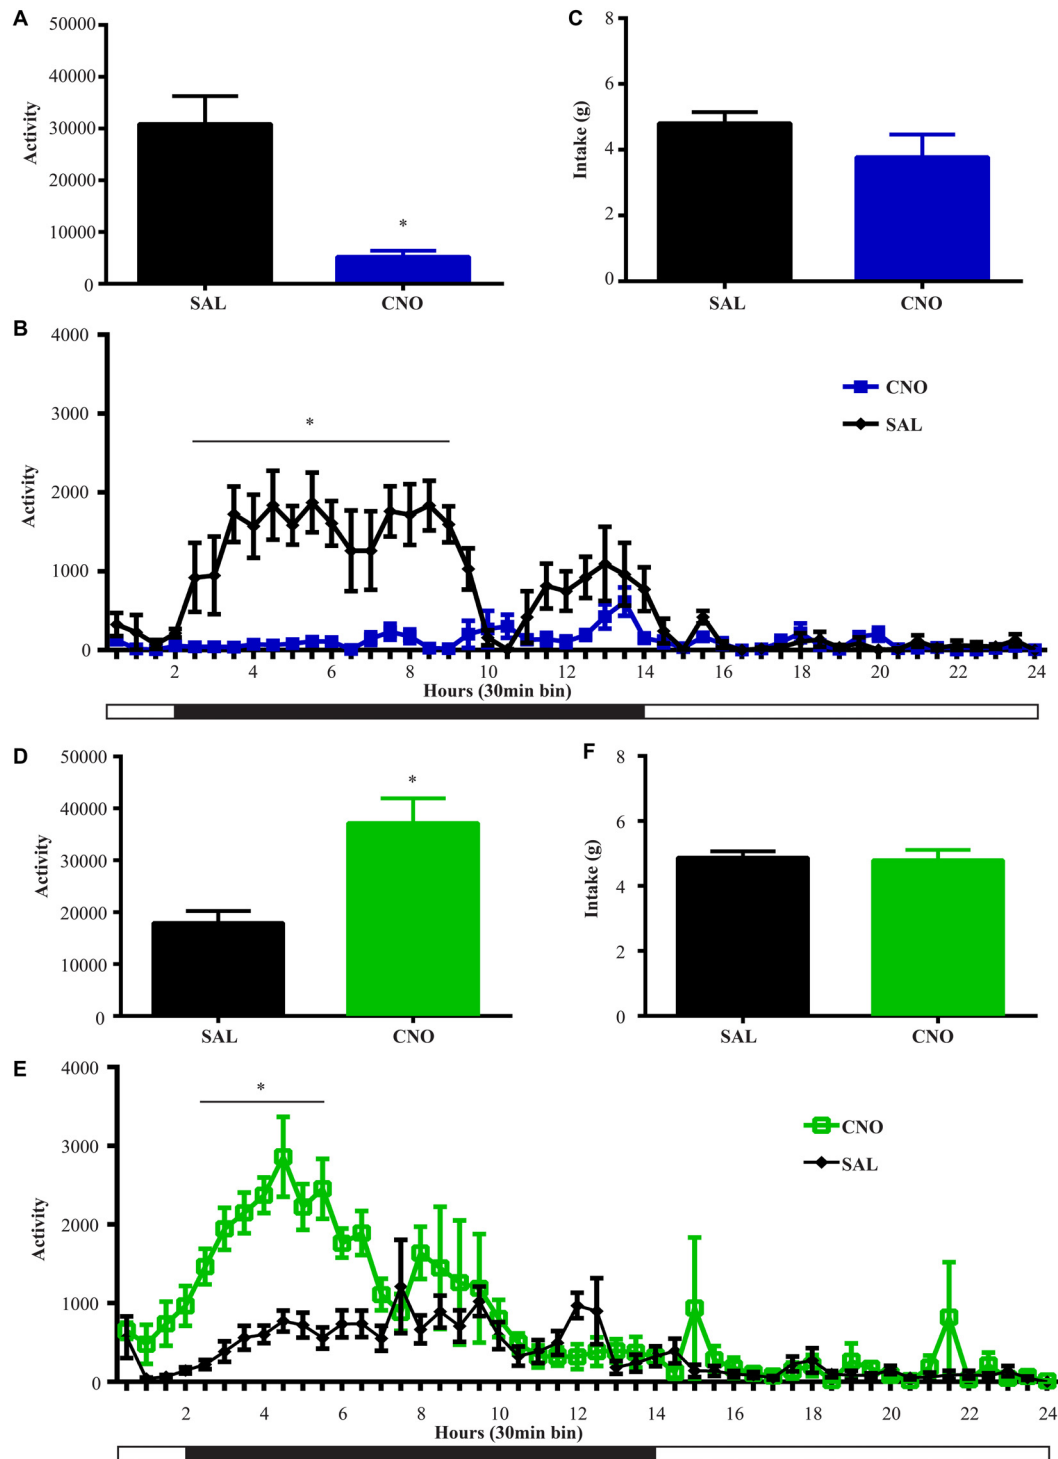 A
50000
40000
30000
20000
10000
0
Activity
*
SAL CNO
C
8
6
4
2
0
Intake (g)
SAL CNO
B
4000
3000
2000
1000
0
Activity
*
CNO
SAL
2 4 6 8 10 12 14 16 18 20 22 24
Hours (30min bin)
D
50000
40000
30000
20000
10000
0
Activity
*
SAL CNO
F
8
6
4
2
0
Intake (g)
SAL CNO
E
4000
3000
2000
1000
0
Activity
*
CNO
SAL
2 4 6 8 10 12 14 16 18 20 22 24
Hours (30min bin)